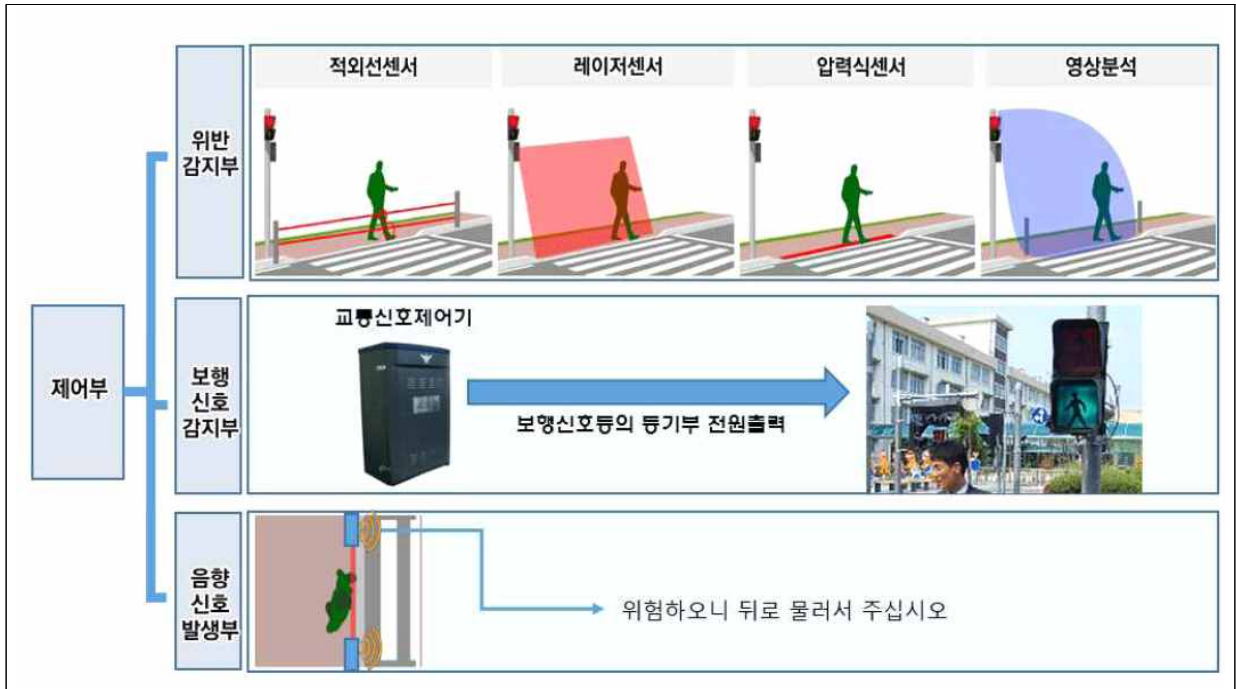 적외선센서
레이저센서
압력식센서
영상분석
위반
감지부
제어부
보행
신호
감지부
교통신호제어기
보행신호등의 등기부 전원출력
음향
신호
발생부
위험하오니 뒤로 물러서 주십시오